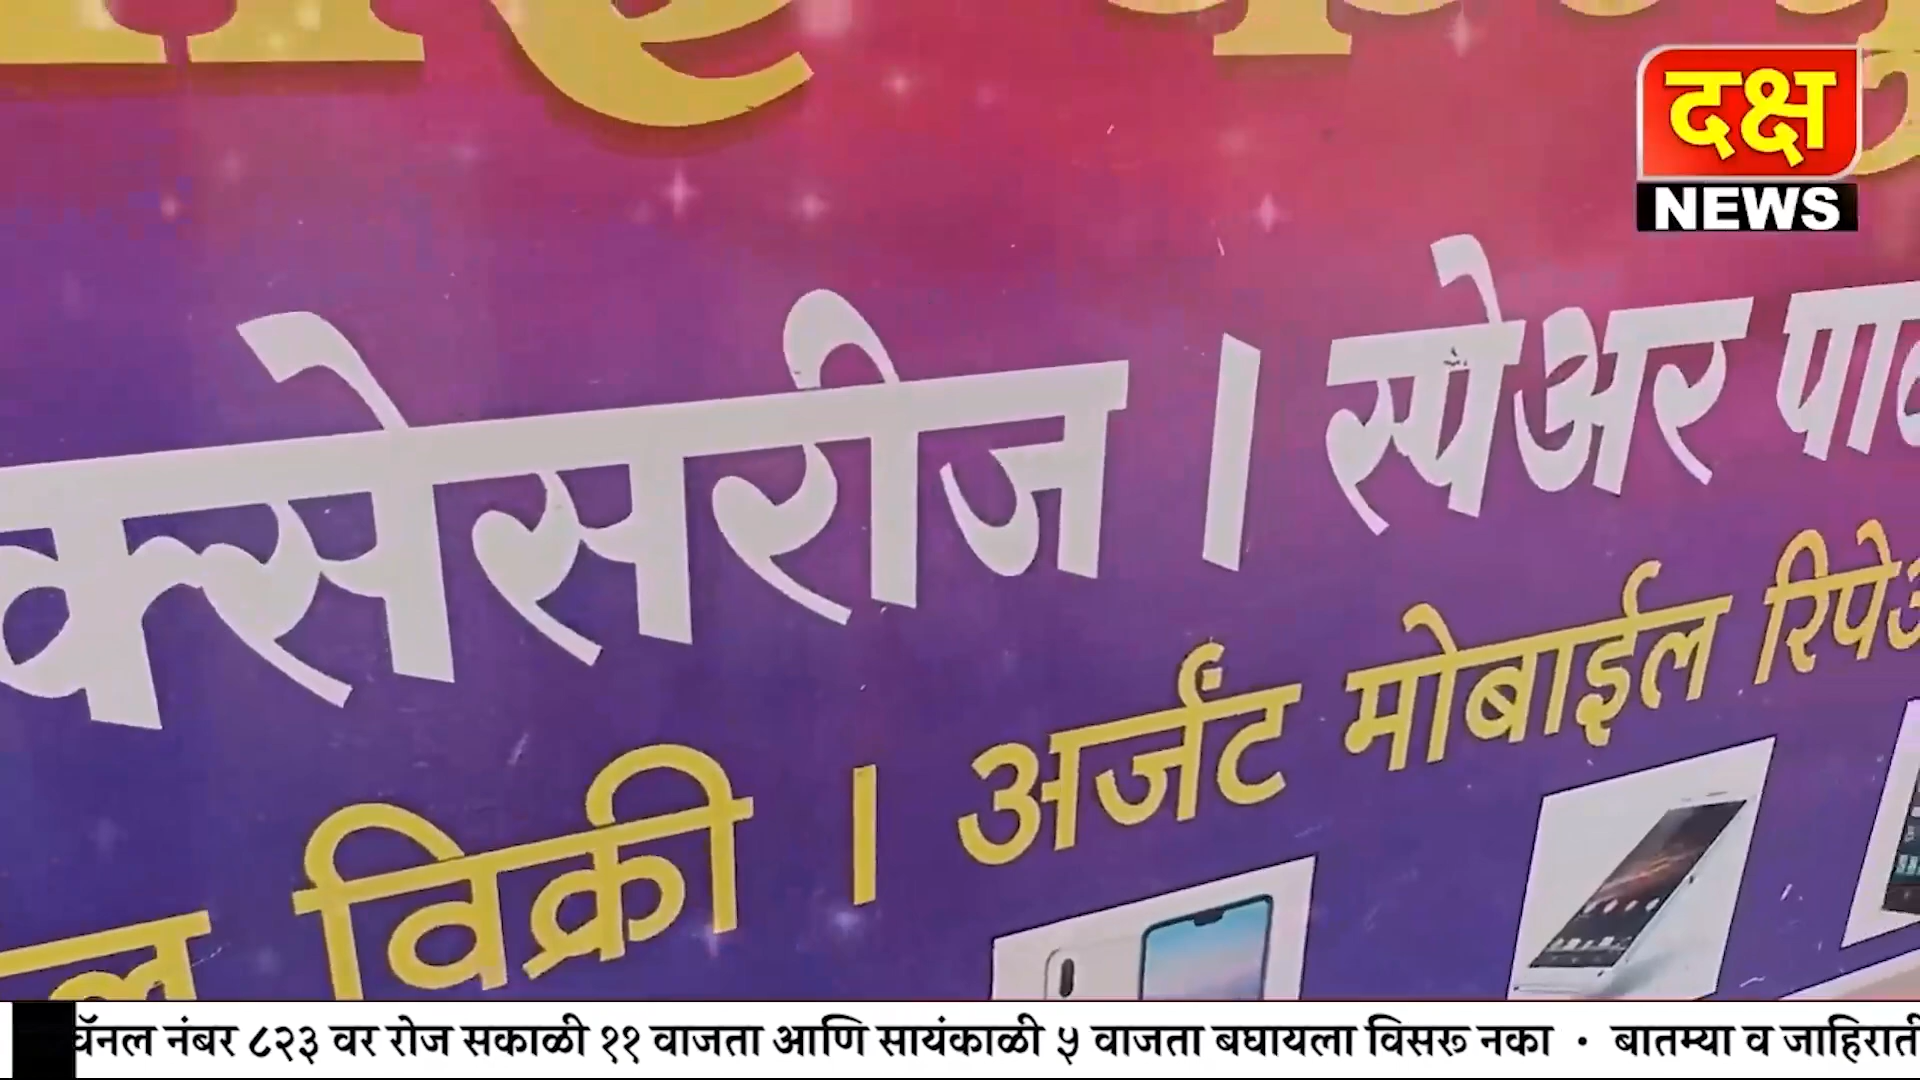 दक्ष
NEWS
क्सेसरीज | स्पेअर
विक्री | अर्जंट मोबाईल
चॅनल नंबर ८२३ वर रोज सकाळी ११ वाजता आणि सायंकाळी ५ वाजता बघायला विसरू नका • बातम्या व जाहिराती